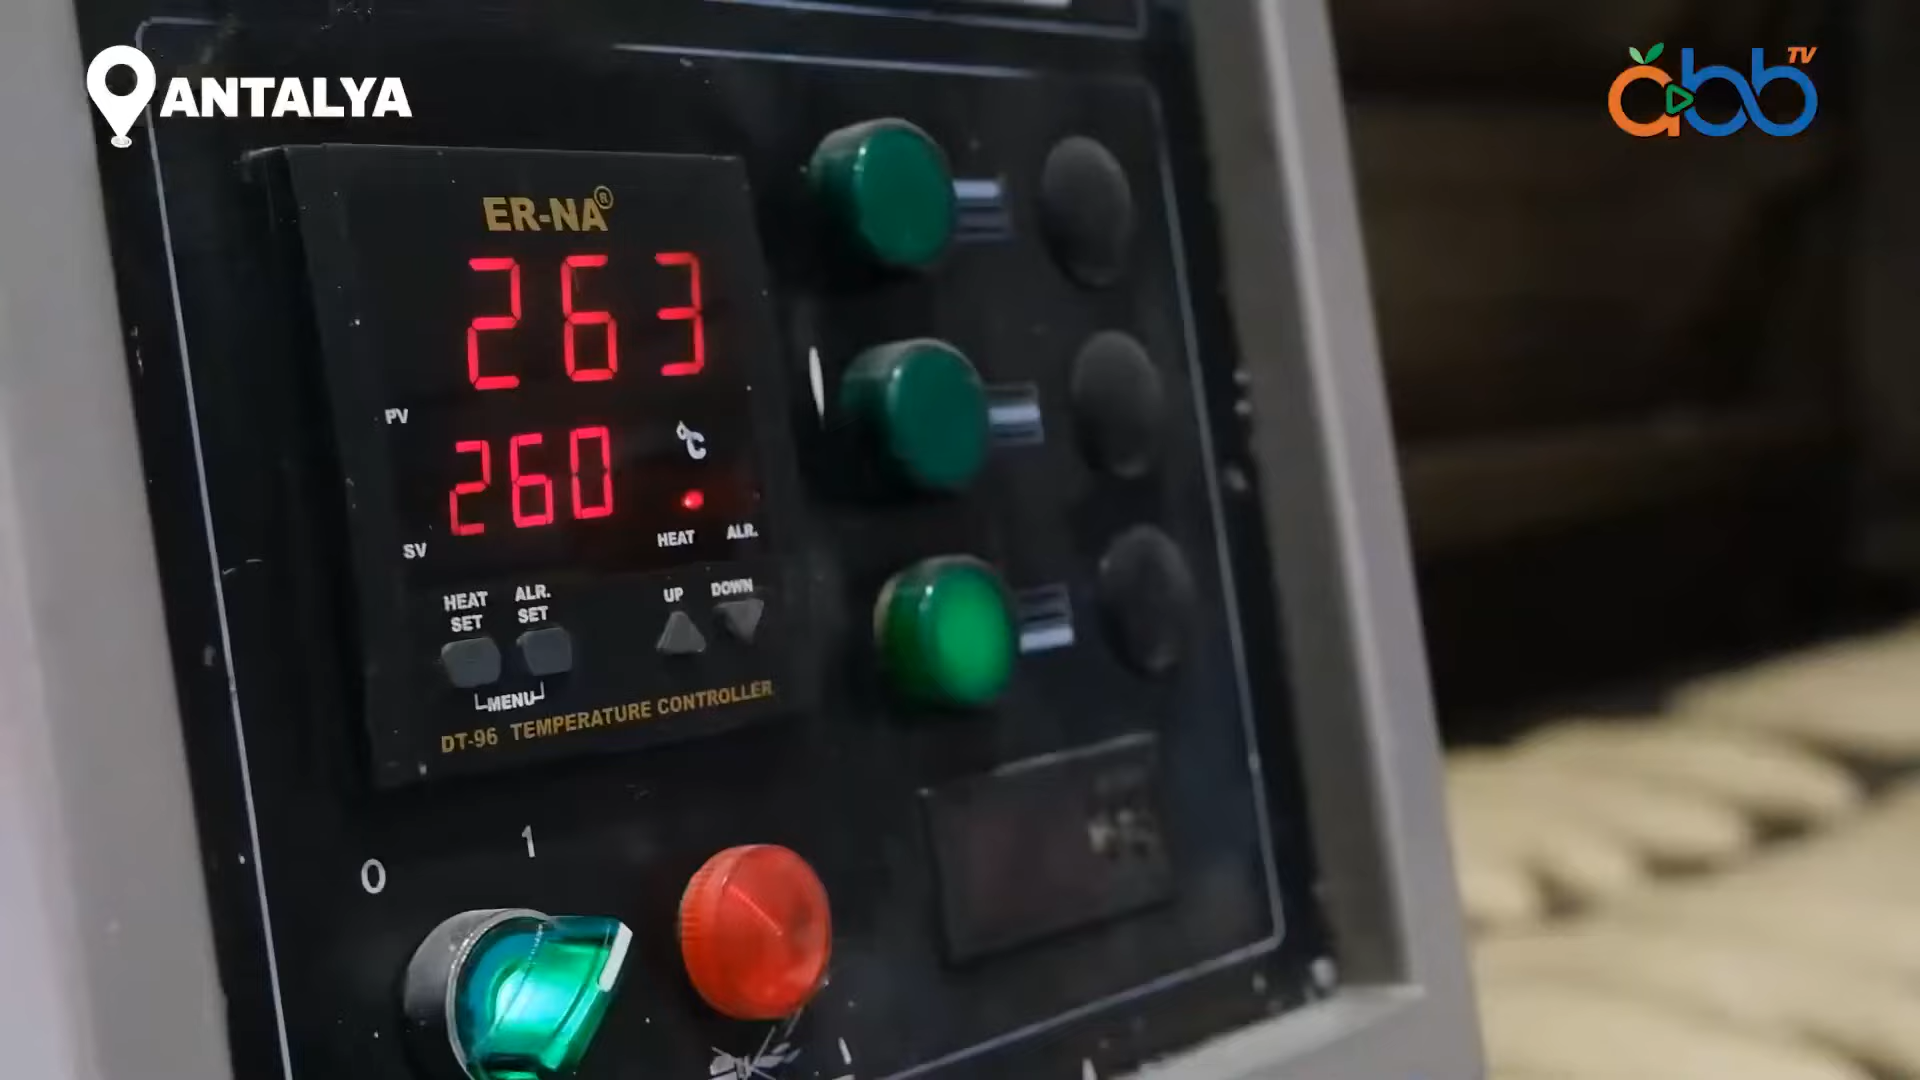 ANTALYA
abb TV
ER-NA®
263
PV
260
°C
SV
HEAT ALR.
HEAT SET
ALR. SET
UP DOWN
MENU
DT-96 TEMPERATURE CONTROLLER
0 1